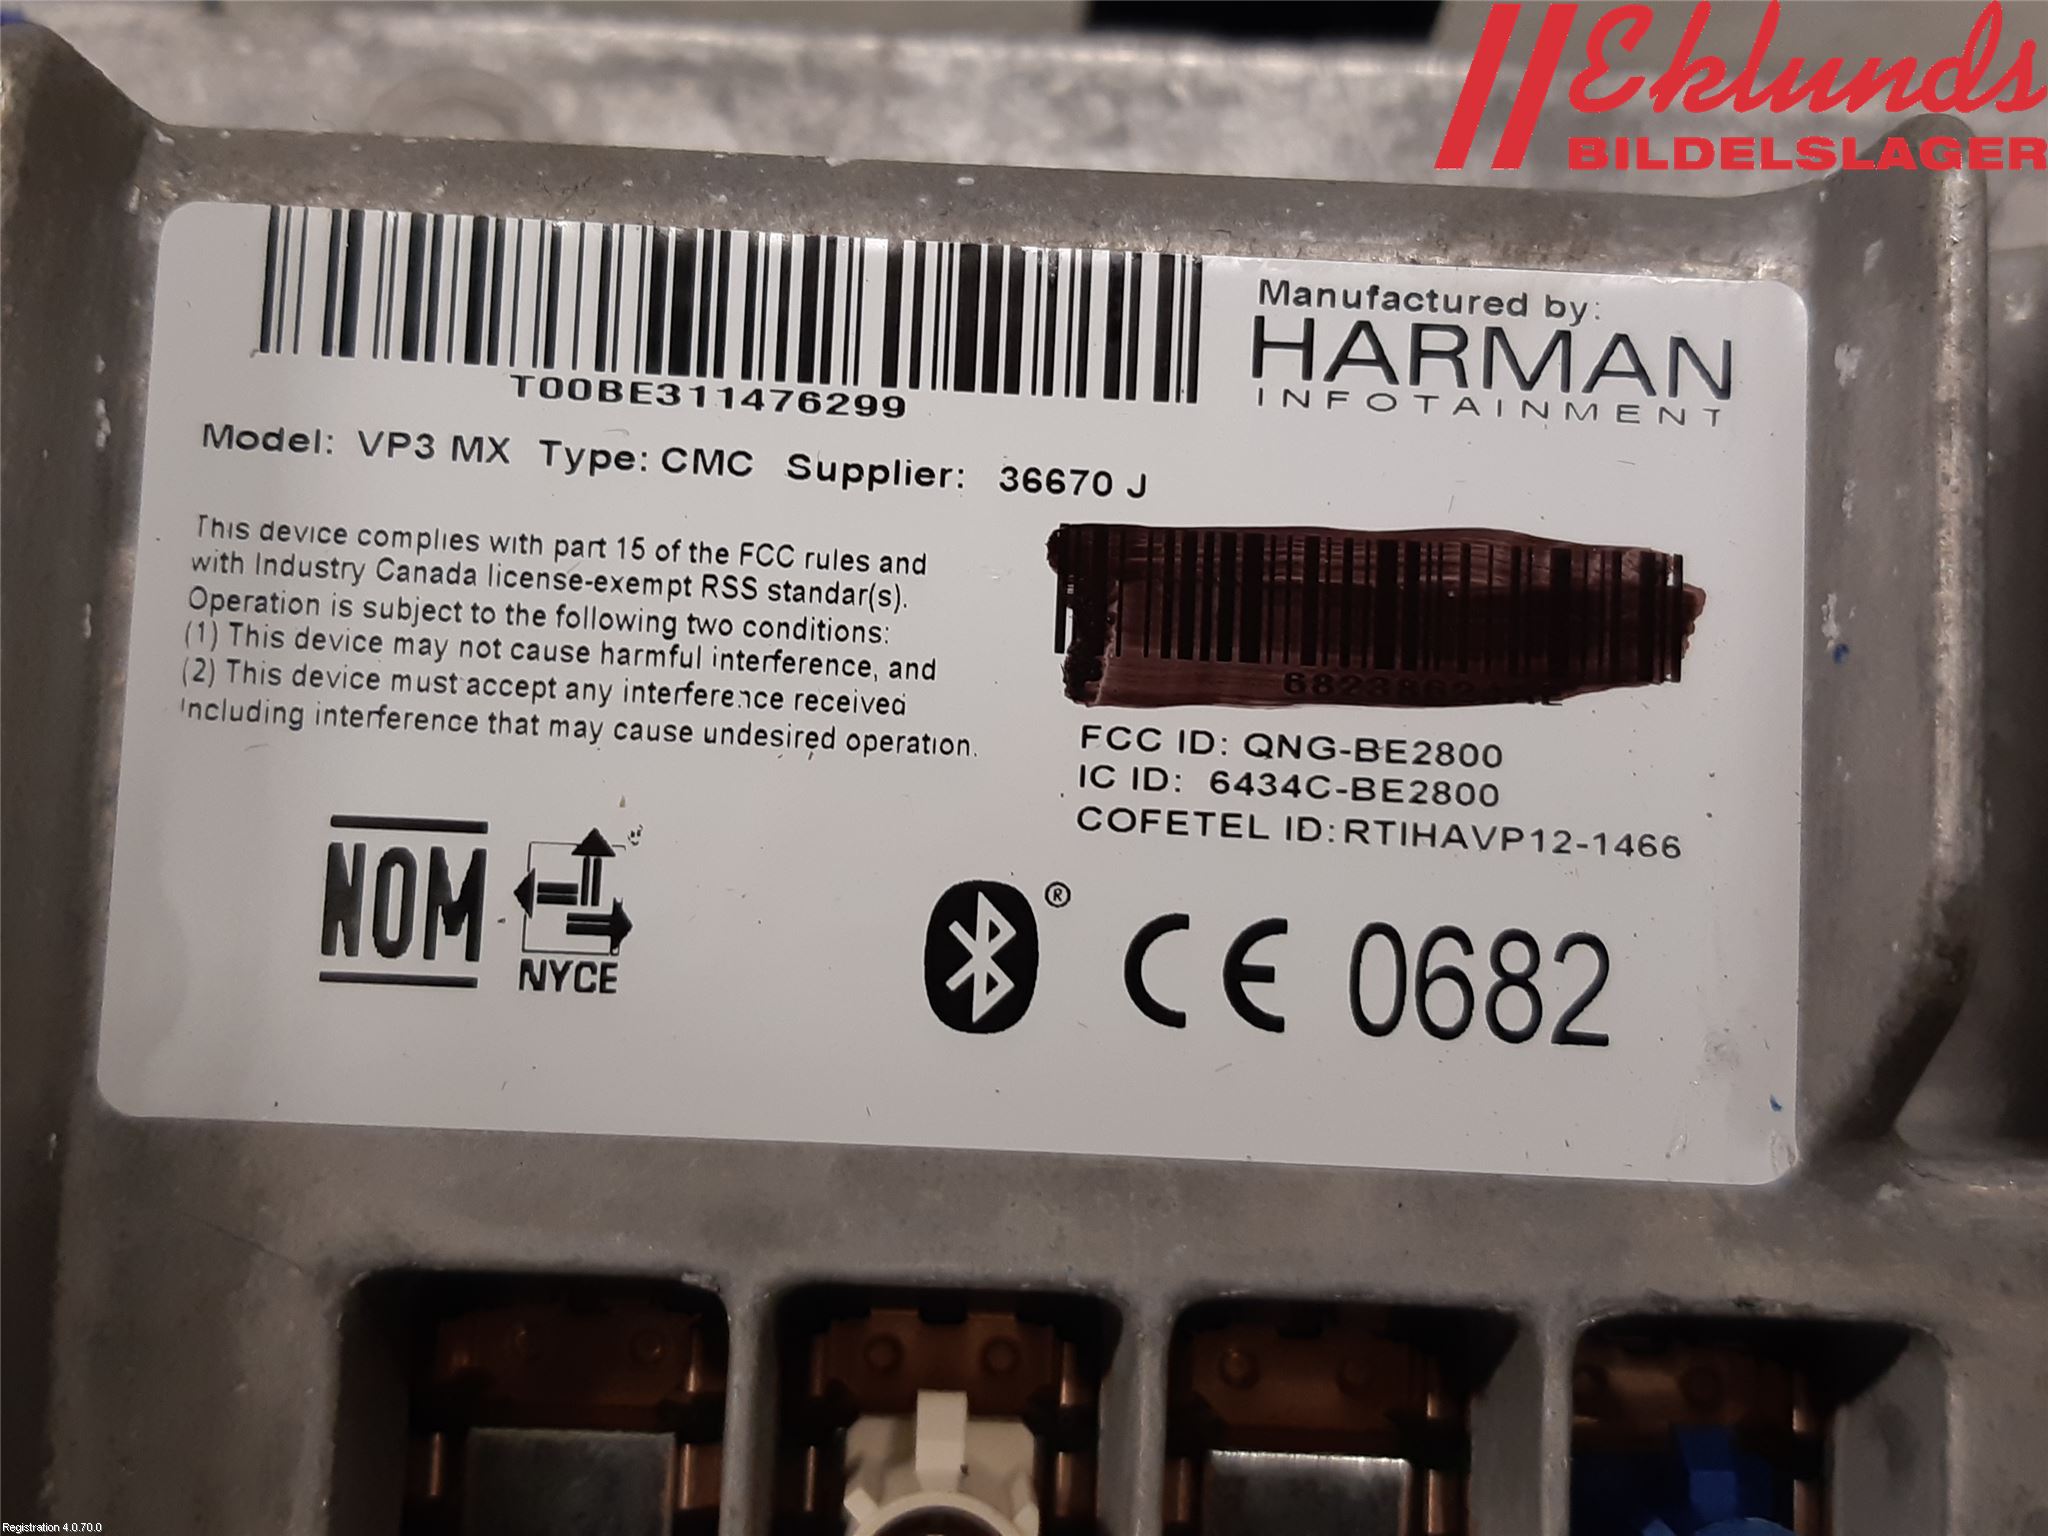 Eklunds
BILDELSLAGER
T00BE311476299
Manufactured by:
HARMAN
INFOTAINMENT
Model: VP3 MX Type: CMC Supplier: 36670 J
This device complies with part 15 of the FCC rules and
with Industry Canada license-exempt RSS standar(s).
Operation is subject to the following two conditions:
(1) This device may not cause harmful interference, and
(2) This device must accept any interference received
Including interference that may cause undesired operation.
FCC ID: QNG-BE2800
IC ID: 6434C-BE2800
COFETEL ID: RTIHAVP12-1466
NOM
NYCE
®
CE 0682
Registration 4.0.70.0